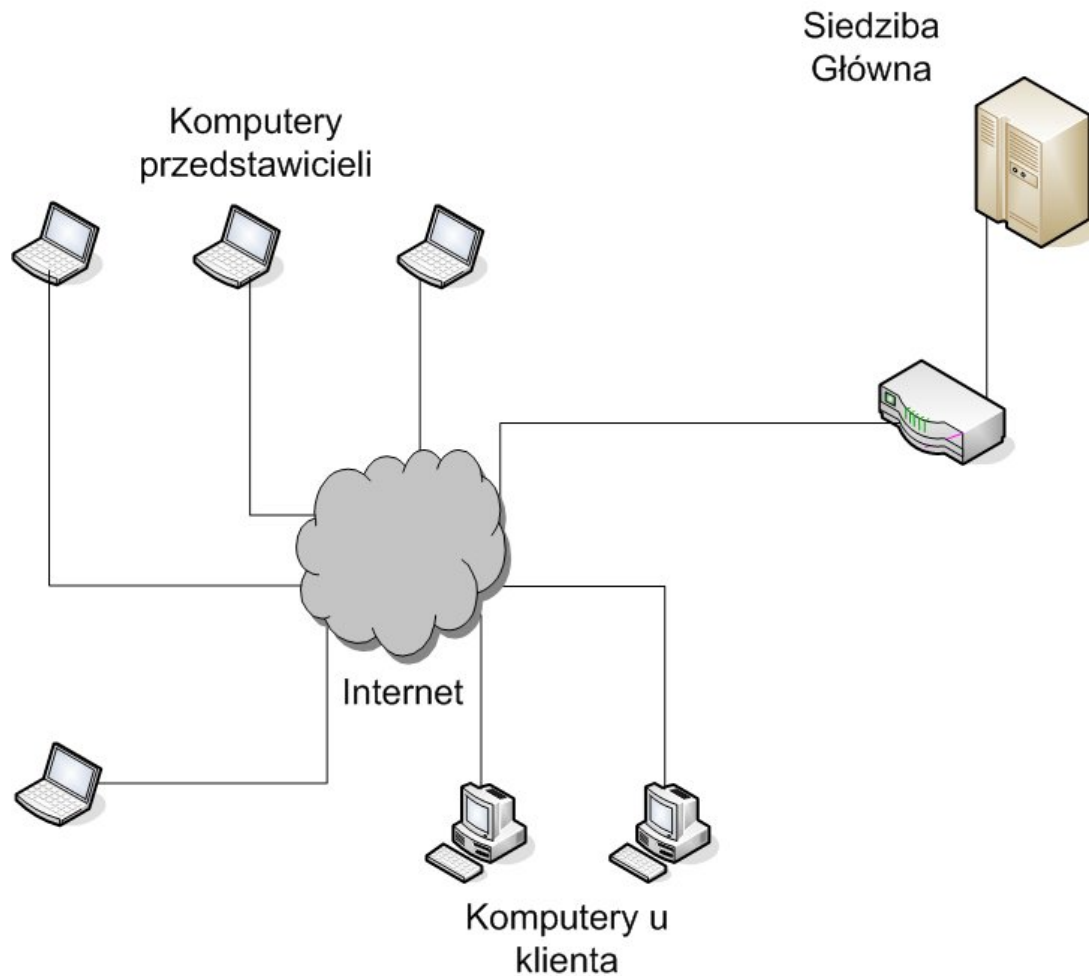 Siedziba
Główna
Komputery
przedstawicieli
Internet
Komputery u
klienta